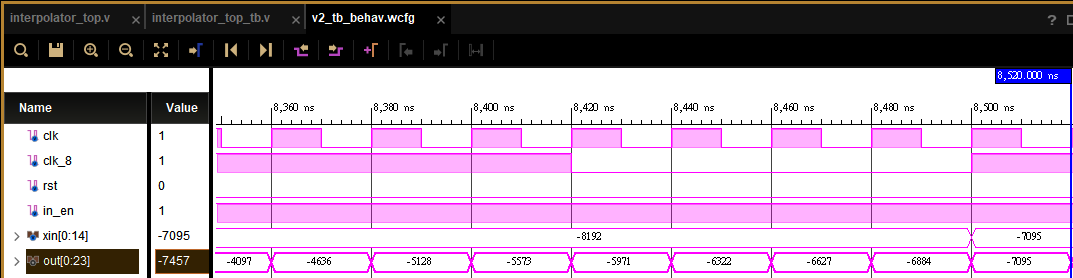 interpolator_top.v × interpolator_top_tb.v × v2_tb_behav.wcfg × ?
8,520.000 ns
Name Value 8,360 ns 8,380 ns 8,400 ns 8,420 ns 8,440 ns 8,460 ns 8,480 ns 8,500 ns
clk 1
clk_8 1
rst 0
in_en 1
xin[0:14] -7095 -8192 -7095
out[0:23] -7457 -4097 -4636 -5128 -5573 -5971 -6322 -6627 -6884 -7095